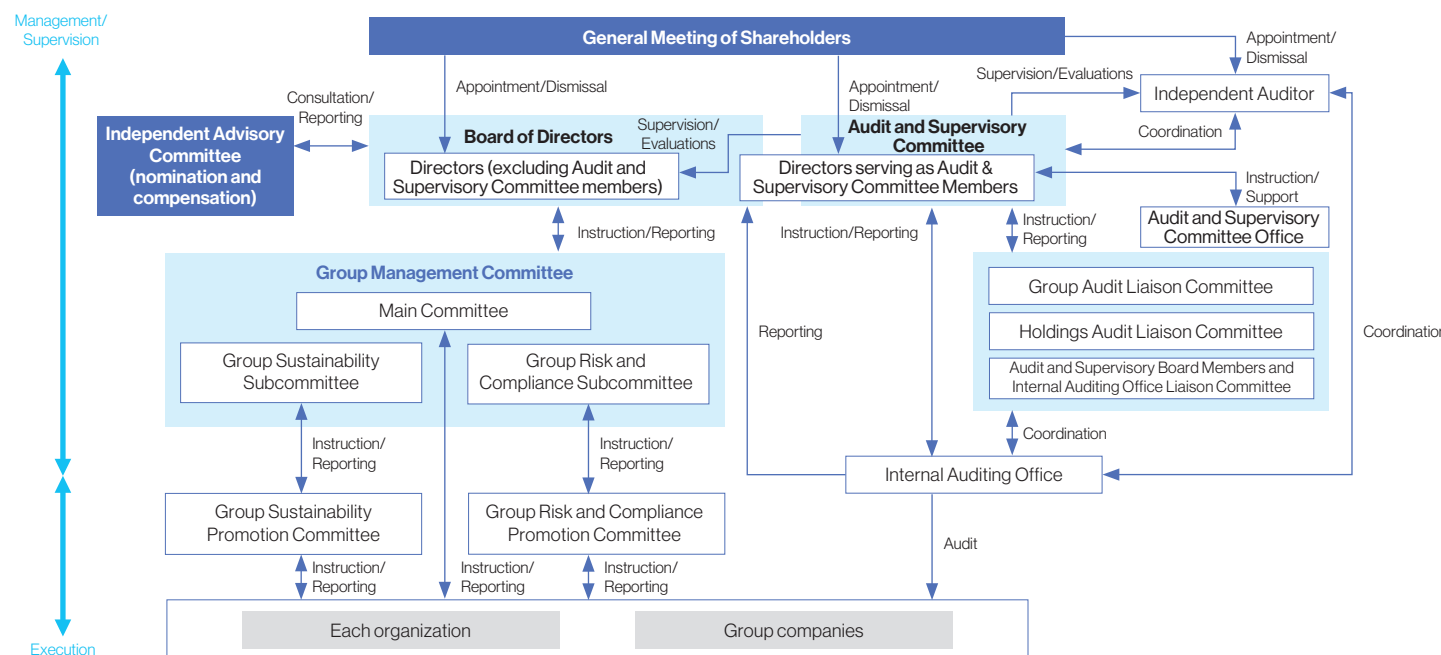 Management/
Supervision
General Meeting of Shareholders
Appointment/
Dismissal
Supervision/Evaluations
Appointment/Dismissal
Appointment/
Dismissal
Independent Auditor
Consultation/
Reporting
Independent Advisory
Committee
(nomination and
compensation)
Board of Directors
Supervision/
Evaluations
Audit and Supervisory
Committee
Coordination
Directors (excluding Audit and
Supervisory Committee members)
Directors serving as Audit &
Supervisory Committee Members
Instruction/
Support
Audit and Supervisory
Committee Office
Instruction/Reporting
Instruction/Reporting
Instruction/
Reporting
Group Management Committee
Main Committee
Group Sustainability
Subcommittee
Group Risk and
Compliance Subcommittee
Reporting
Group Audit Liaison Committee
Holdings Audit Liaison Committee
Audit and Supervisory Board Members and
Internal Auditing Office Liaison Committee
Coordination
Instruction/
Reporting
Instruction/
Reporting
Coordination
Internal Auditing Office
Group Sustainability
Promotion Committee
Group Risk and Compliance
Promotion Committee
Audit
Instruction/
Reporting
Instruction/
Reporting
Instruction/
Reporting
Each organization
Group companies
Execution